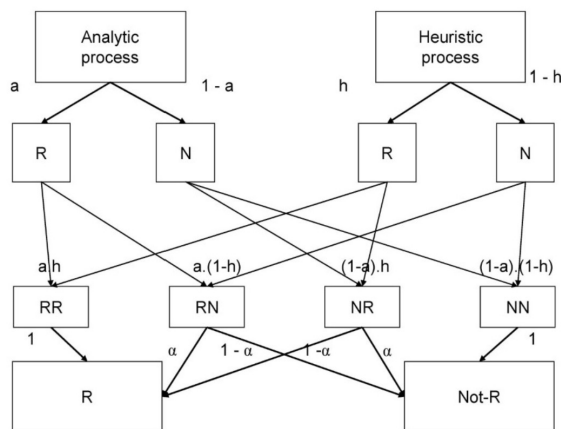 Analytic process
Heuristic process
a
1 - a
h
1 - h
R
N
R
N
a.h
a.(1-h)
(1-a).h
(1-a).(1-h)
RR
RN
NR
NN
1
α
1 - α
1 -α
α
1
R
Not-R